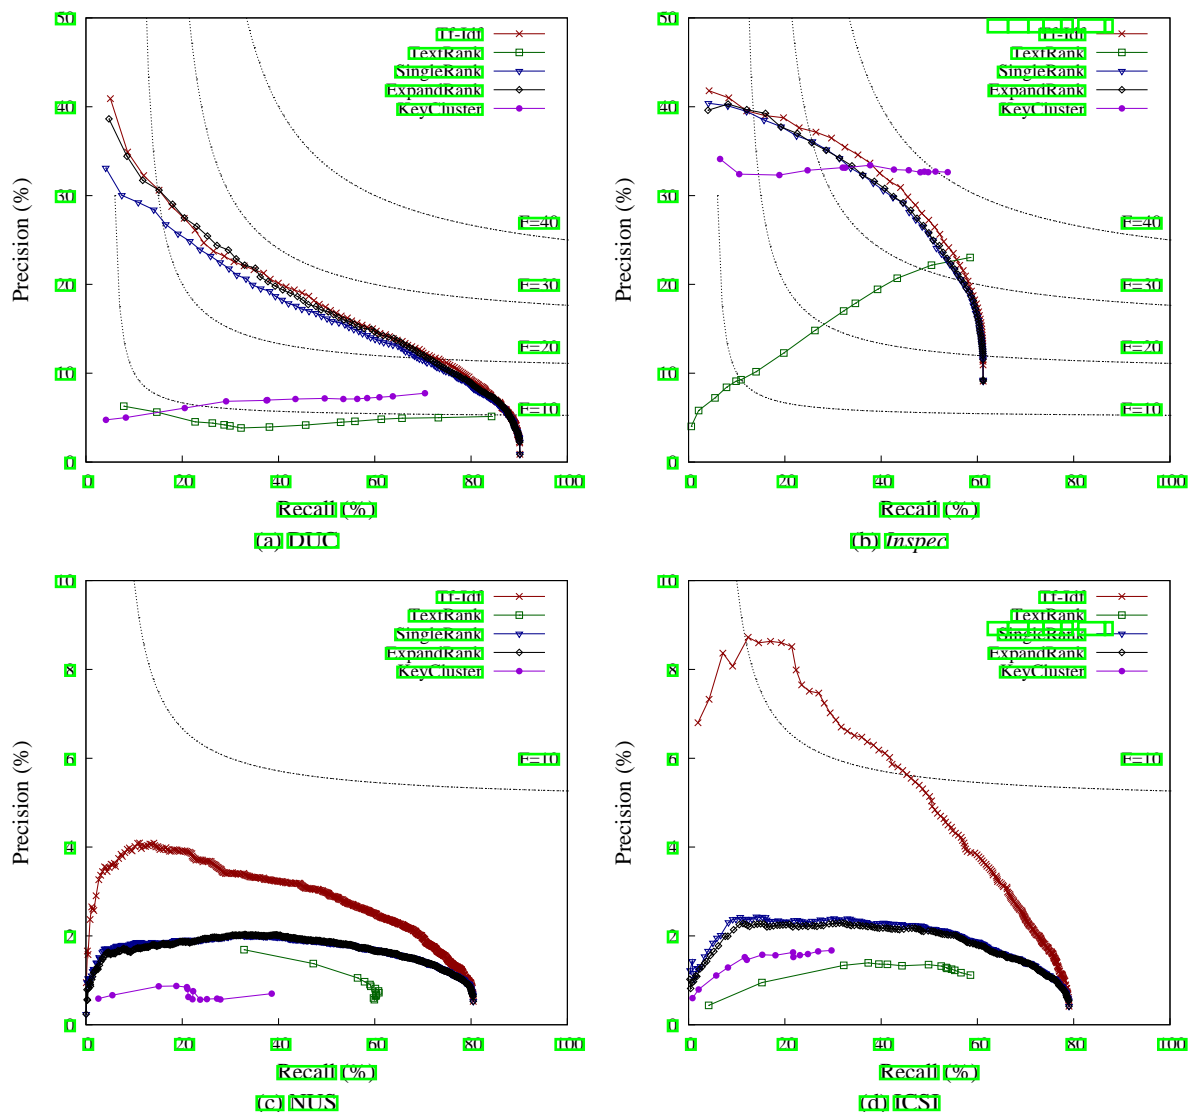 50
40
30
20
10
0
0 20 40 60 80 100
Precision (%)
Recall (%)
Tf-Idf
TextRank
SingleRank
ExpandRank
KeyCluster
F=40
F=30
F=20
F=10
(a) DUC
50
40
30
20
10
0
0 20 40 60 80 100
Precision (%)
Recall (%)
Tf-Idf
TextRank
SingleRank
ExpandRank
KeyCluster
F=40
F=30
F=20
F=10
(b) Inspec
10
8
6
4
2
0
0 20 40 60 80 100
Precision (%)
Recall (%)
Tf-Idf
TextRank
SingleRank
ExpandRank
KeyCluster
F=10
(c) NUS
10
8
6
4
2
0
0 20 40 60 80 100
Precision (%)
Recall (%)
Tf-Idf
TextRank
SingleRank
ExpandRank
KeyCluster
F=10
(d) ICSI